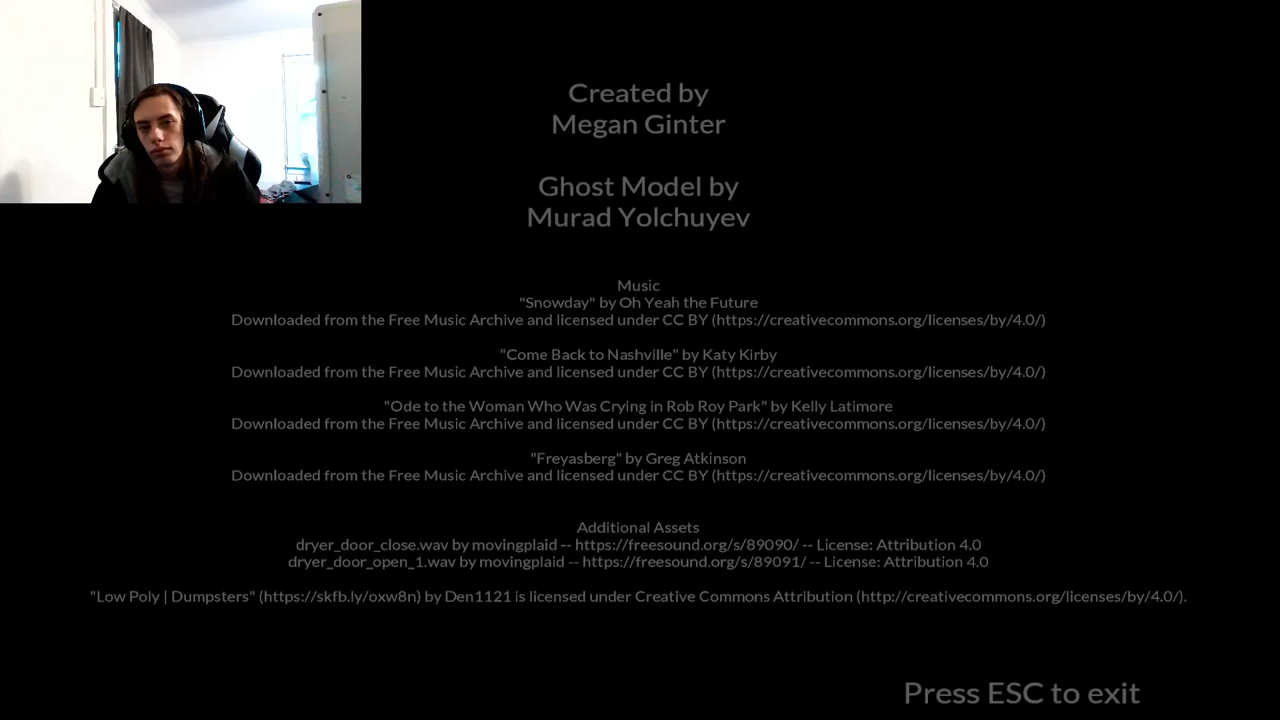 Created by
Megan Ginter
Ghost Model by
Murad Yolchuyev
Music
"Snowday" by Oh Yeah the Future
Downloaded from the Free Music Archive and licensed under CC BY (https://creativecommons.org/licenses/by/4.0/)
"Come Back to Nashville" by Katy Kirby
Downloaded from the Free Music Archive and licensed under CC BY (https://creativecommons.org/licenses/by/4.0/)
"Ode to the Woman Who Was Crying in Rob Roy Park" by Kelly Latimore
Downloaded from the Free Music Archive and licensed under CC BY (https://creativecommons.org/licenses/by/4.0/)
"Freyasberg" by Greg Atkinson
Downloaded from the Free Music Archive and licensed under CC BY (https://creativecommons.org/licenses/by/4.0/)
Additional Assets
dryer_door_close.wav by movingplaid -- https://freesound.org/s/89090/ -- License: Attribution 4.0
dryer_door_open_1.wav by movingplaid -- https://freesound.org/s/89091/ -- License: Attribution 4.0
"Low Poly | Dumpsters" (https://skfb.ly/oxw8n) by Den1121 is licensed under Creative Commons Attribution (http://creativecommons.org/licenses/by/4.0/).
Press ESC to exit